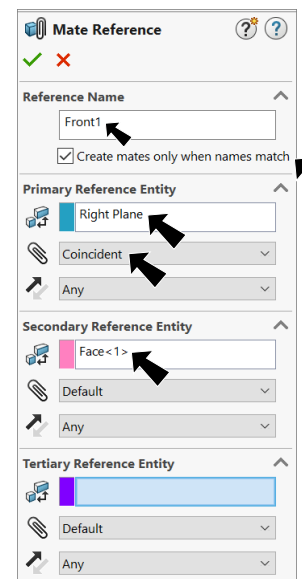 Mate Reference
Reference Name
Front1
Create mates only when names match
Primary Reference Entity
Right Plane
Coincident
Any
Secondary Reference Entity
Face<1>
Default
Any
Tertiary Reference Entity
Default
Any